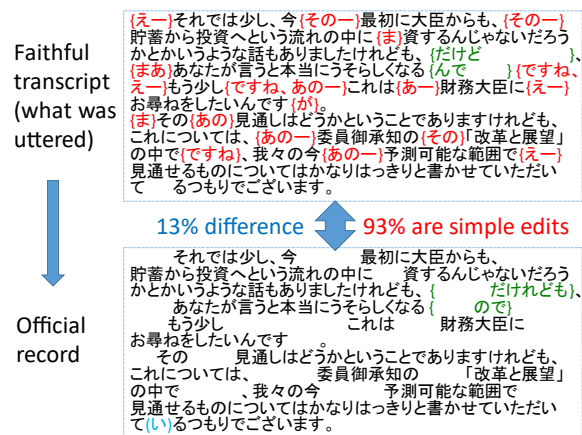 Faithful
transcript
(what was
uttered)
{えー}それでは少し、今{そのー}最初に大臣からも、{そのー}
貯蓄から投資へという流れの中に{ま}資するんじゃないだろう
かとかいうような話もありましたけれども、{だけど }、
{まあ}あなたが言うと本当にうそらしくなる{んで }{ですね、
えー}もう少し{ですね、あのー}これは{あー}財務大臣に{えー}
お尋ねをしたいんです{が}。
{ま}その{あの}見通しはどうかということでありますけれども、
これについては、{あのー}委員御承知の{その}「改革と展望」
の中で{ですね}、我々の今{あのー}予測可能な範囲で{えー}
見通せるものについてはかなりはっきりと書かせていただい
て るつもりでございます。
13% difference
93% are simple edits
Official
record
それでは少し、今 最初に大臣からも、
貯蓄から投資へという流れの中に 資するんじゃないだろう
かとかいうような話もありましたけれども、{ だけれども}、
あなたが言うと本当にうそらしくなる{ ので}
もう少し これは 財務大臣に
お尋ねをしたいんです 。
その 見通しはどうかということでありますけれども、
これについては、 委員御承知の 「改革と展望」
の中で 、我々の今 予測可能な範囲で
見通せるものについてはかなりはっきりと書かせていただい
て(い)るつもりでございます。